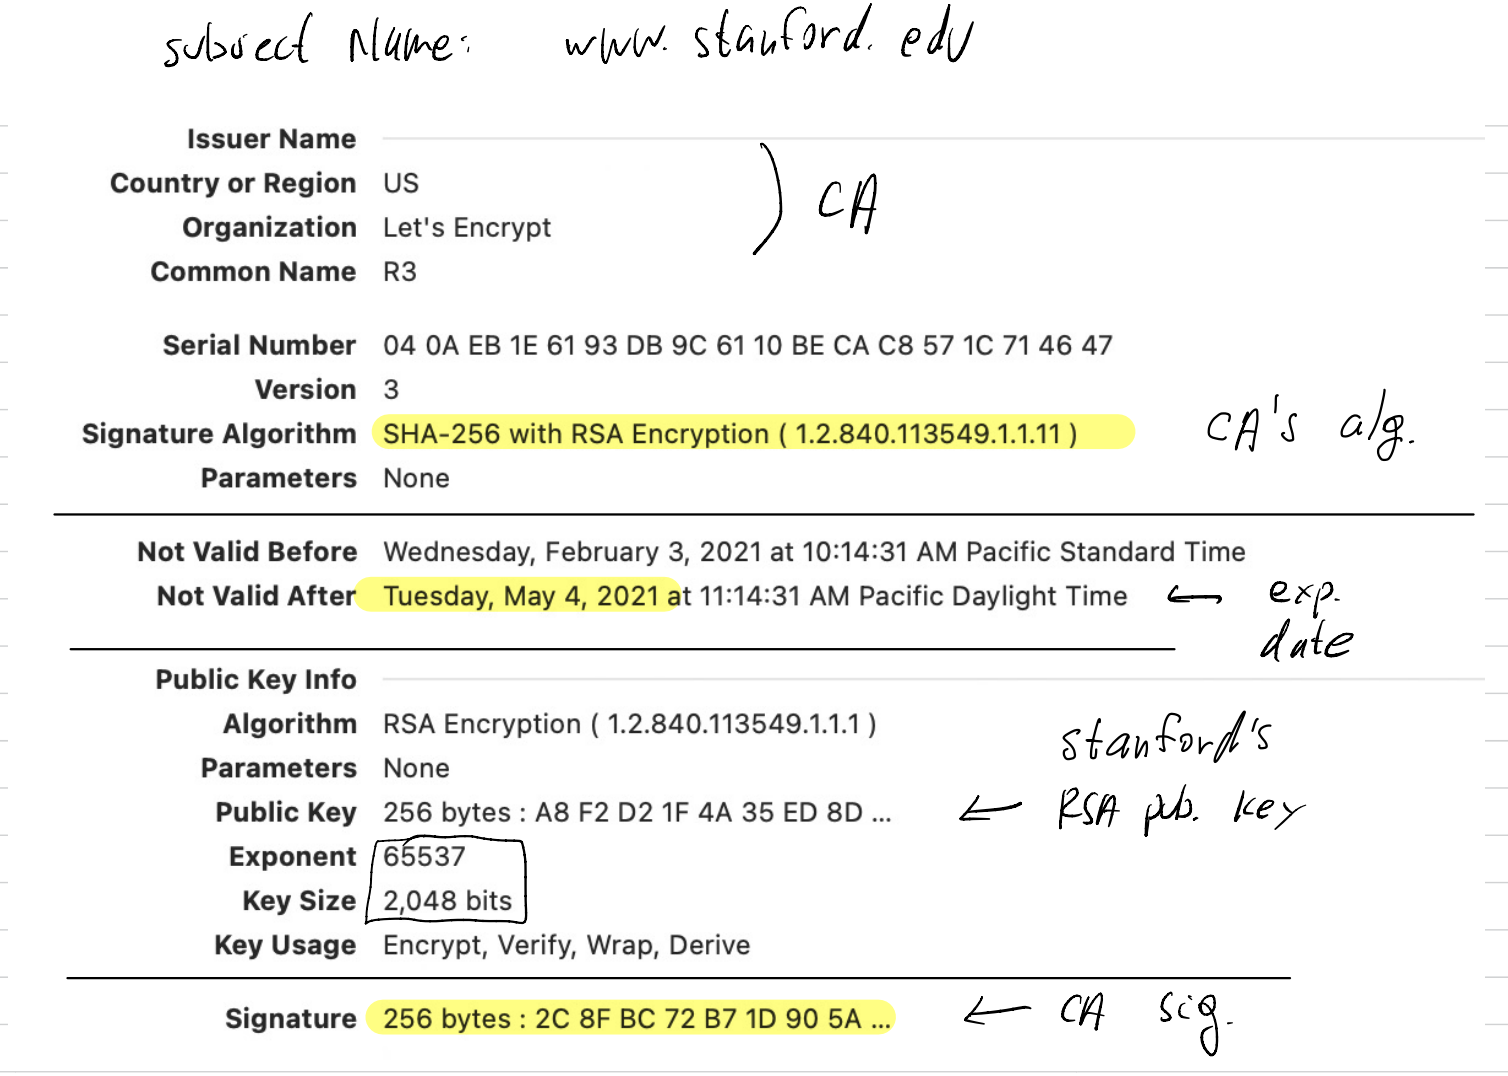 subject Name: www.stanford.edu
Issuer Name
Country or Region US
Organization Let's Encrypt
Common Name R3
CA
Serial Number 04 0A EB 1E 61 93 DB 9C 61 10 BE CA C8 57 1C 71 46 47
Version 3
Signature Algorithm SHA-256 with RSA Encryption ( 1.2.840.113549.1.1.11 ) CA's alg.
Parameters None
Not Valid Before Wednesday, February 3, 2021 at 10:14:31 AM Pacific Standard Time
Not Valid After Tuesday, May 4, 2021 at 11:14:31 AM Pacific Daylight Time ← exp.
date
Public Key Info
Algorithm RSA Encryption ( 1.2.840.113549.1.1.1 ) stanford's
Parameters None
Public Key 256 bytes : A8 F2 D2 1F 4A 35 ED 8D ... ← RSA pub. key
Exponent 65537
Key Size 2,048 bits
Key Usage Encrypt, Verify, Wrap, Derive
Signature 256 bytes : 2C 8F BC 72 B7 1D 90 5A ... ← CA sig.